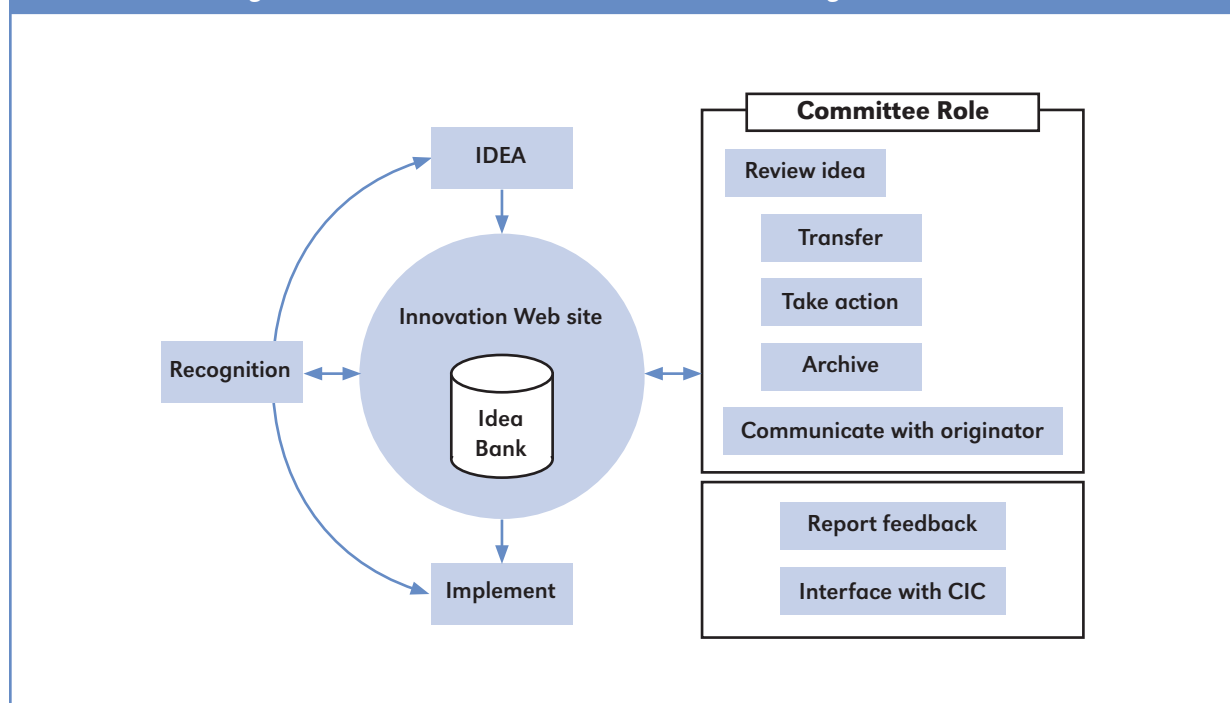 IDEA
Innovation Web site
Idea
Bank
Recognition
Implement
Committee Role
Review idea
Transfer
Take action
Archive
Communicate with originator
Report feedback
Interface with CIC